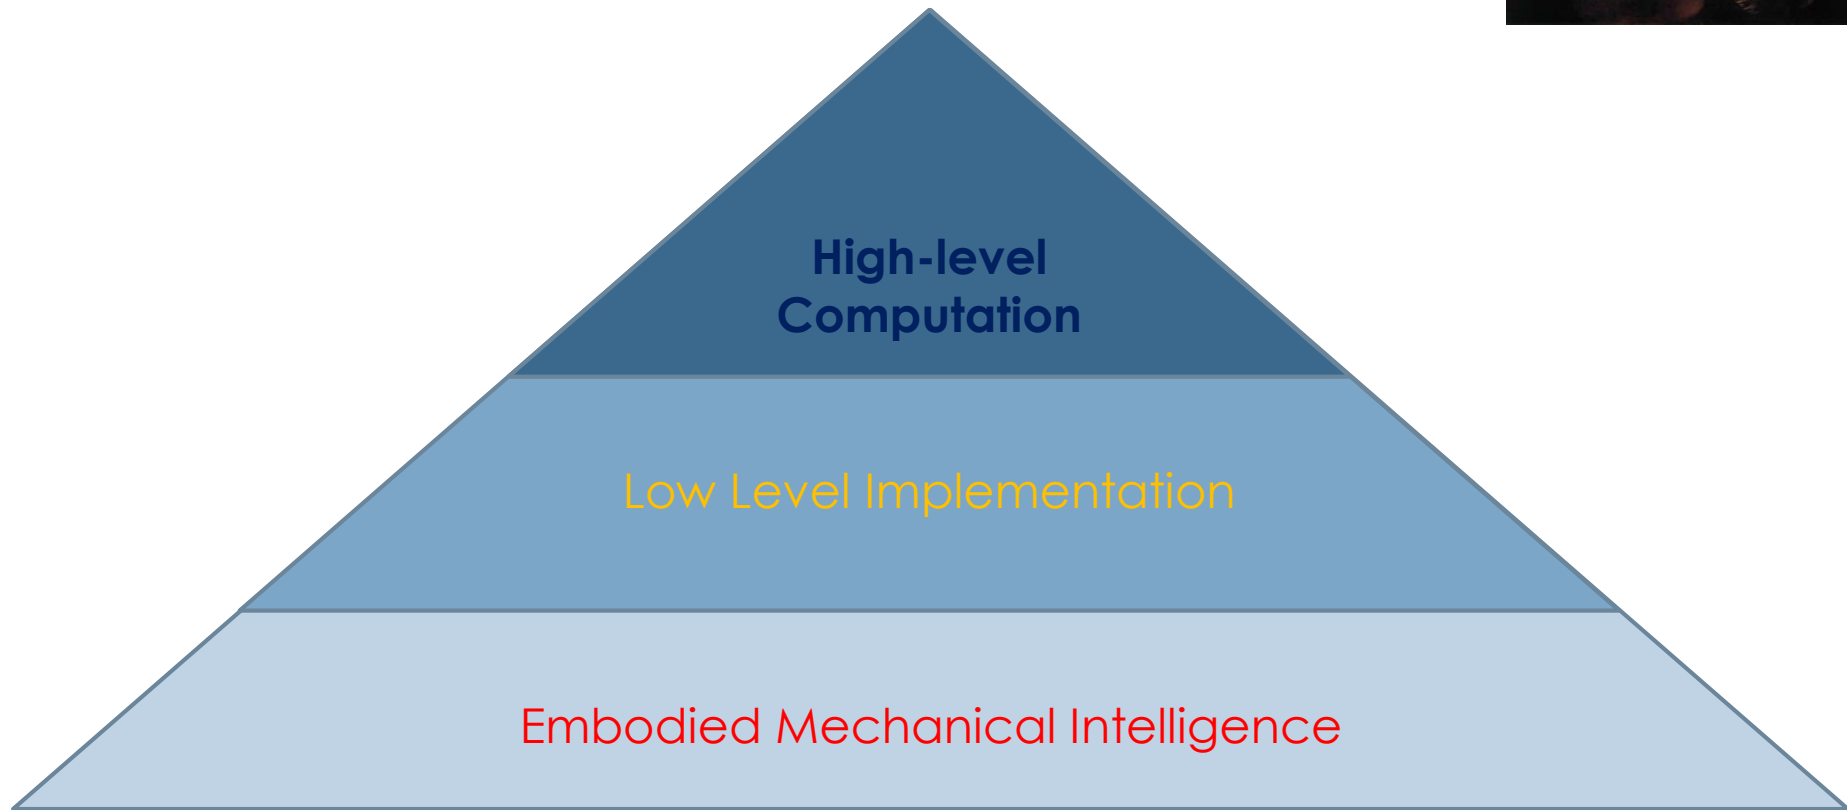 High-level
Computation
Low Level Implementation
Embodied Mechanical Intelligence